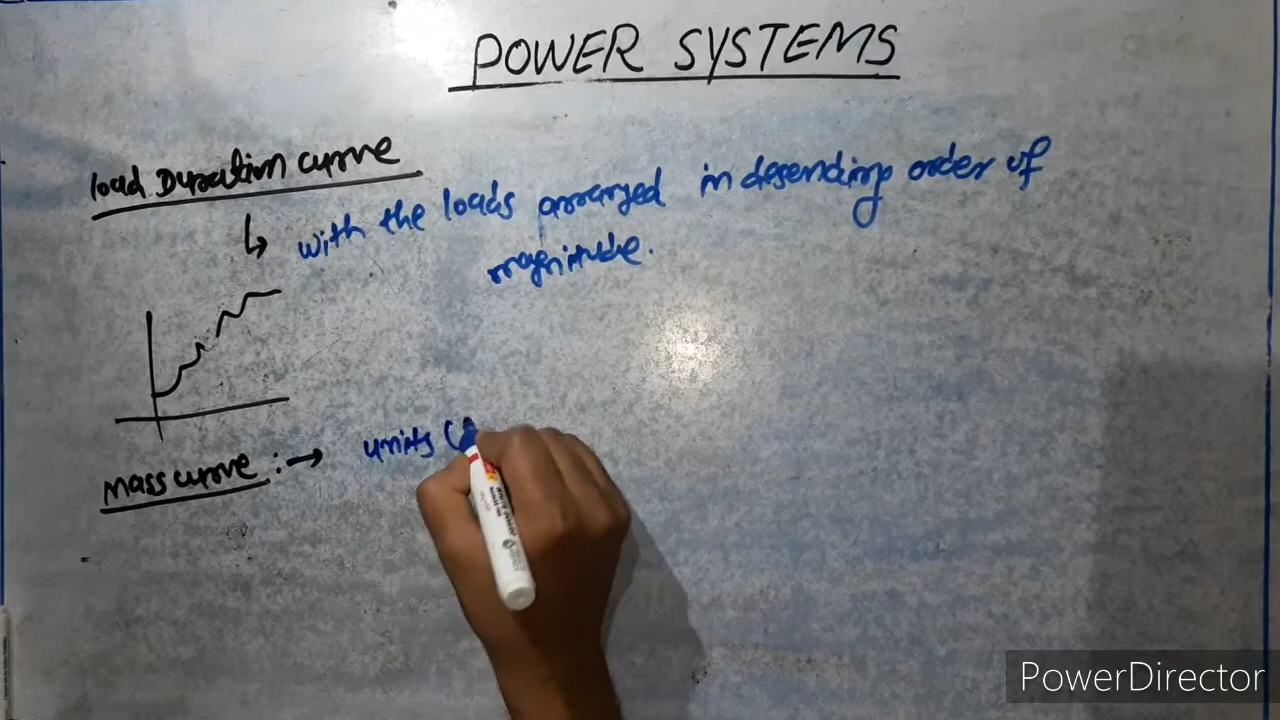 POWER SYSTEMS
load Duration curve
with the loads arranged in desending order of
magnitude.
Mass curve :→ units (
PowerDirector